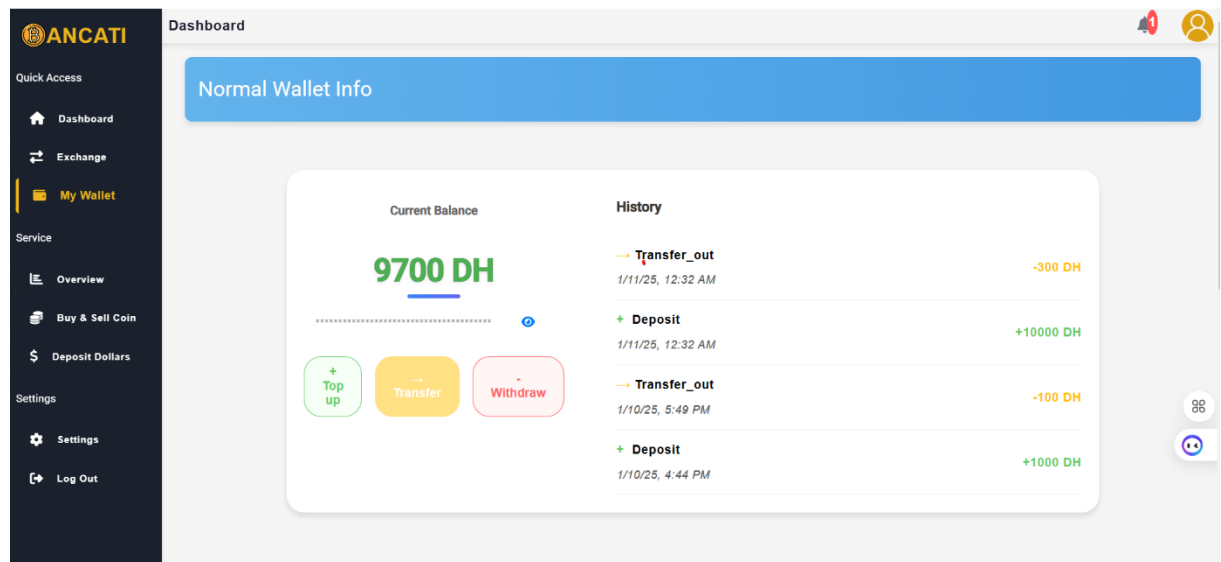 BANCATI
Dashboard
1
Quick Access
Dashboard
Exchange
My Wallet
Service
Overview
Buy & Sell Coin
$ Deposit Dollars
Settings
Settings
Log Out
Normal Wallet Info
Current Balance
9700 DH
****************************************
+
Top
up
→
Transfer
-
Withdraw
History
→ Transfer_out
1/11/25, 12:32 AM
-300 DH
+ Deposit
1/11/25, 12:32 AM
+10000 DH
→ Transfer_out
1/10/25, 5:49 PM
-100 DH
+ Deposit
1/10/25, 4:44 PM
+1000 DH